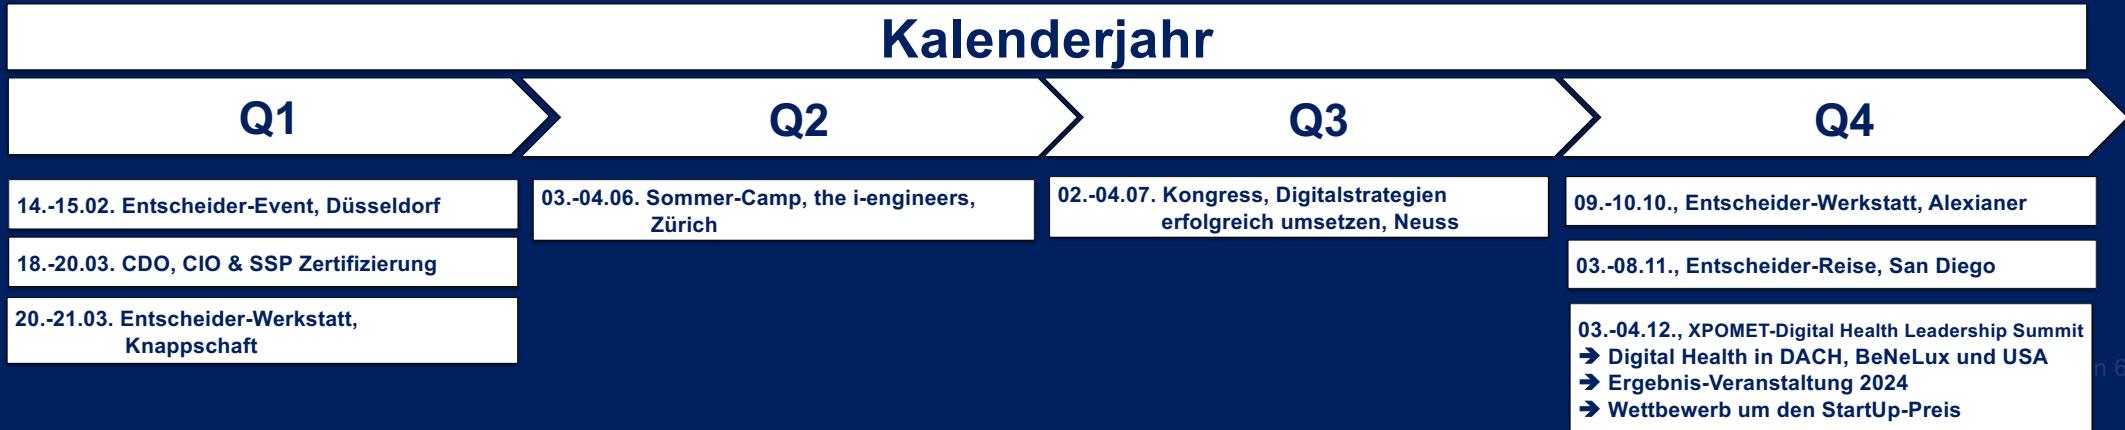 Kalenderjahr
Q1
Q2
Q3
Q4
14.-15.02. Entscheider-Event, Düsseldorf
18.-20.03. CDO, CIO & SSP Zertifizierung
20.-21.03. Entscheider-Werkstatt,
Knappschaft
03.-04.06. Sommer-Camp, the i-engineers,
Zürich
02.-04.07. Kongress, Digitalstrategien
erfolgreich umsetzen, Neuss
09.-10.10., Entscheider-Werkstatt, Alexianer
03.-08.11., Entscheider-Reise, San Diego
03.-04.12., XPOMET-Digital Health Leadership Summit
➔ Digital Health in DACH, BeNeLux und USA
➔ Ergebnis-Veranstaltung 2024
➔ Wettbewerb um den StartUp-Preis